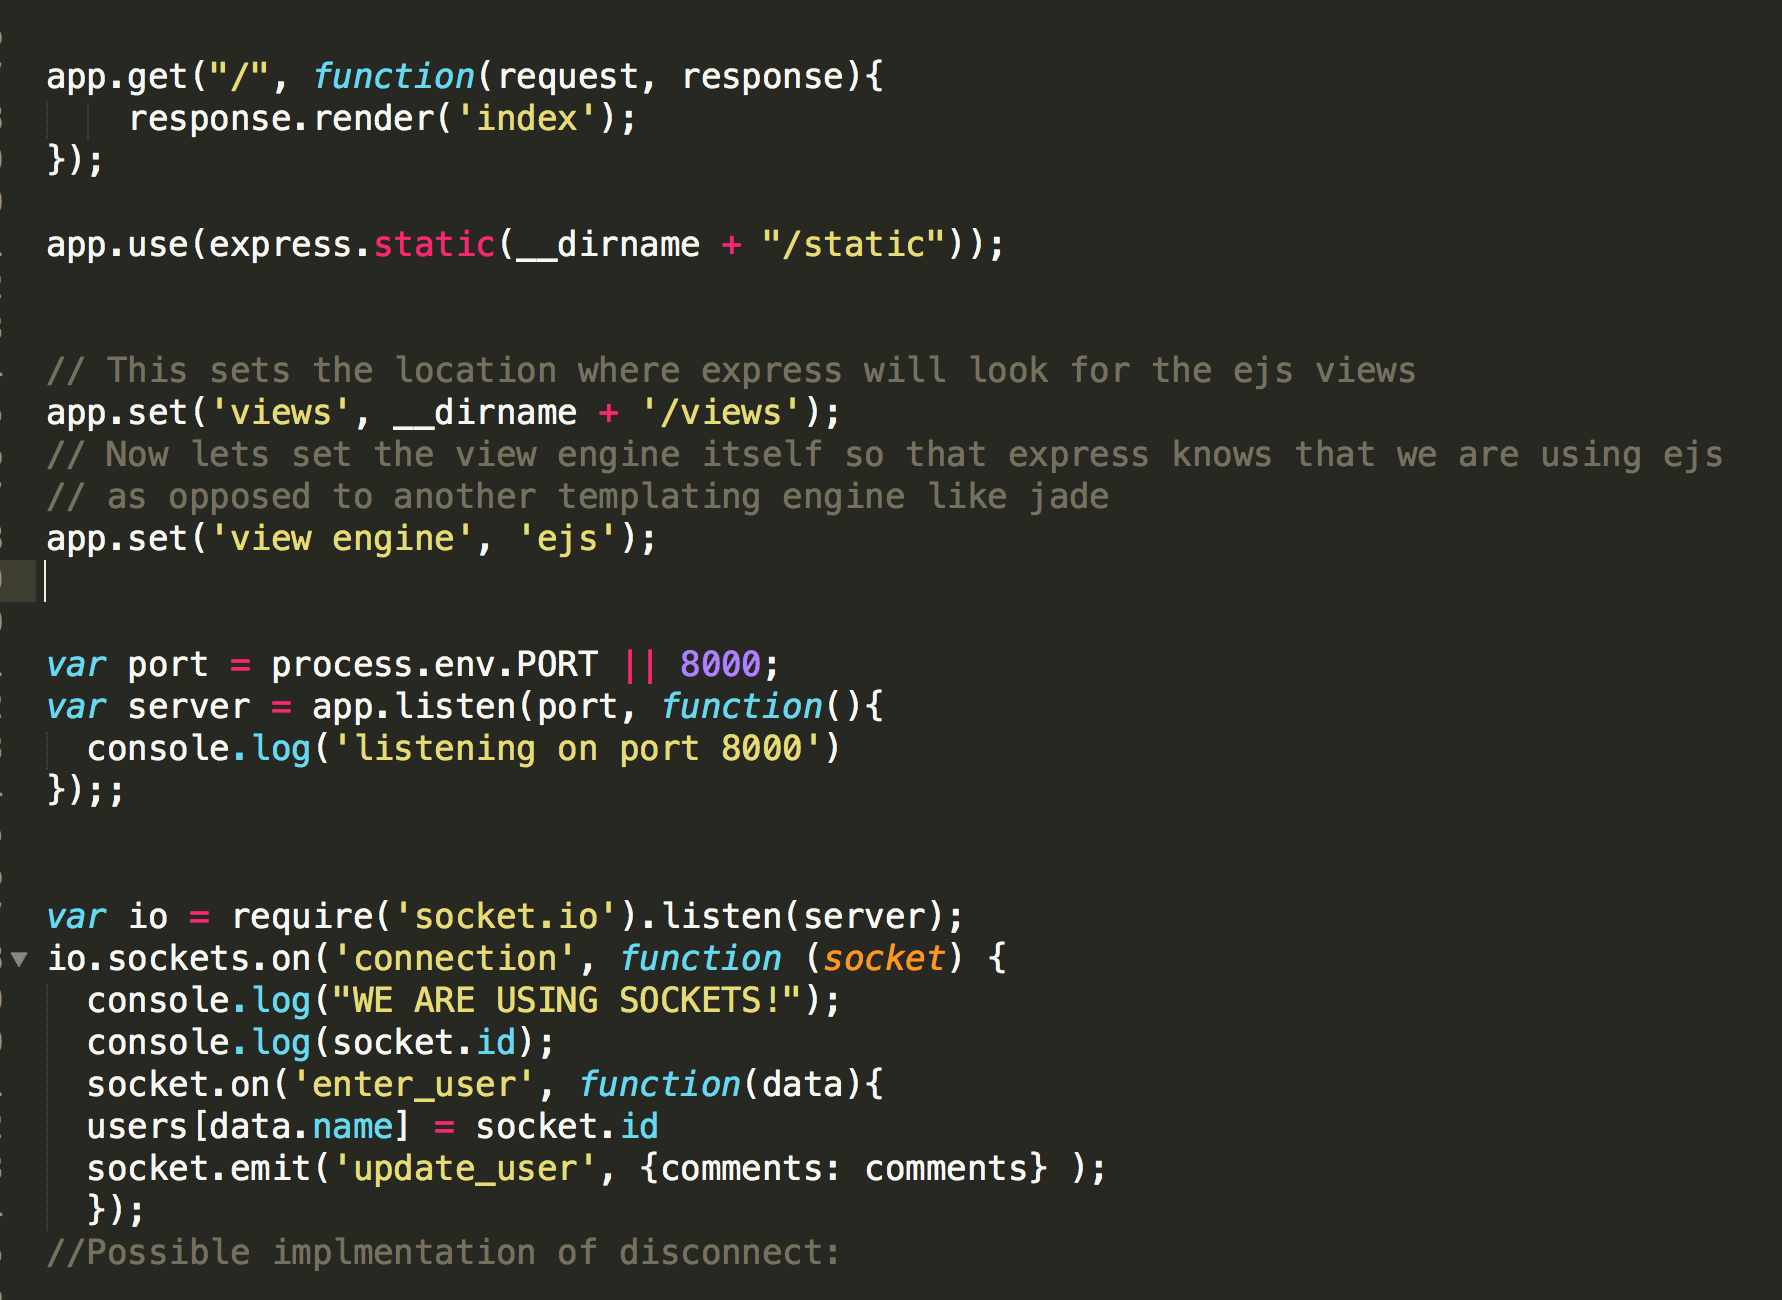 app.get("/", function(request, response){
    response.render('index');
});
app.use(express.static(__dirname + "/static"));
// This sets the location where express will look for the ejs views
app.set('views', __dirname + '/views');
// Now lets set the view engine itself so that express knows that we are using ejs
// as opposed to another templating engine like jade
app.set('view engine', 'ejs');
var port = process.env.PORT || 8000;
var server = app.listen(port, function(){
  console.log('listening on port 8000')
});;
var io = require('socket.io').listen(server);
io.sockets.on('connection', function (socket) {
  console.log("WE ARE USING SOCKETS!");
  console.log(socket.id);
  socket.on('enter_user', function(data){
  users[data.name] = socket.id
  socket.emit('update_user', {comments: comments} );
  });
//Possible implmentation of disconnect: